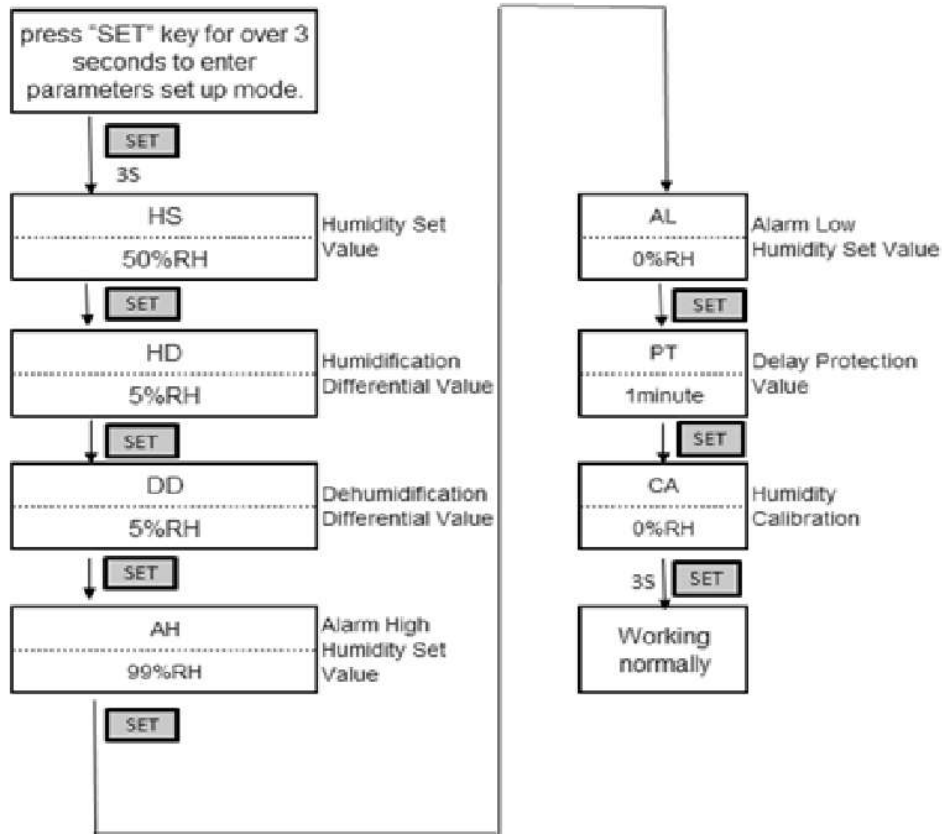 press "SET" key for over 3
seconds to enter
parameters set up mode.
SET
3S
HS
50%RH
Humidity Set
Value
SET
HD
5%RH
Humidification
Differential Value
SET
DD
5%RH
Dehumidification
Differential Value
SET
AH
99%RH
Alarm High
Humidity Set
Value
SET
AL
0%RH
Alarm Low
Humidity Set Value
SET
PT
1minute
Delay Protection
Value
SET
CA
0%RH
Humidity
Calibration
3S
SET
Working
normally